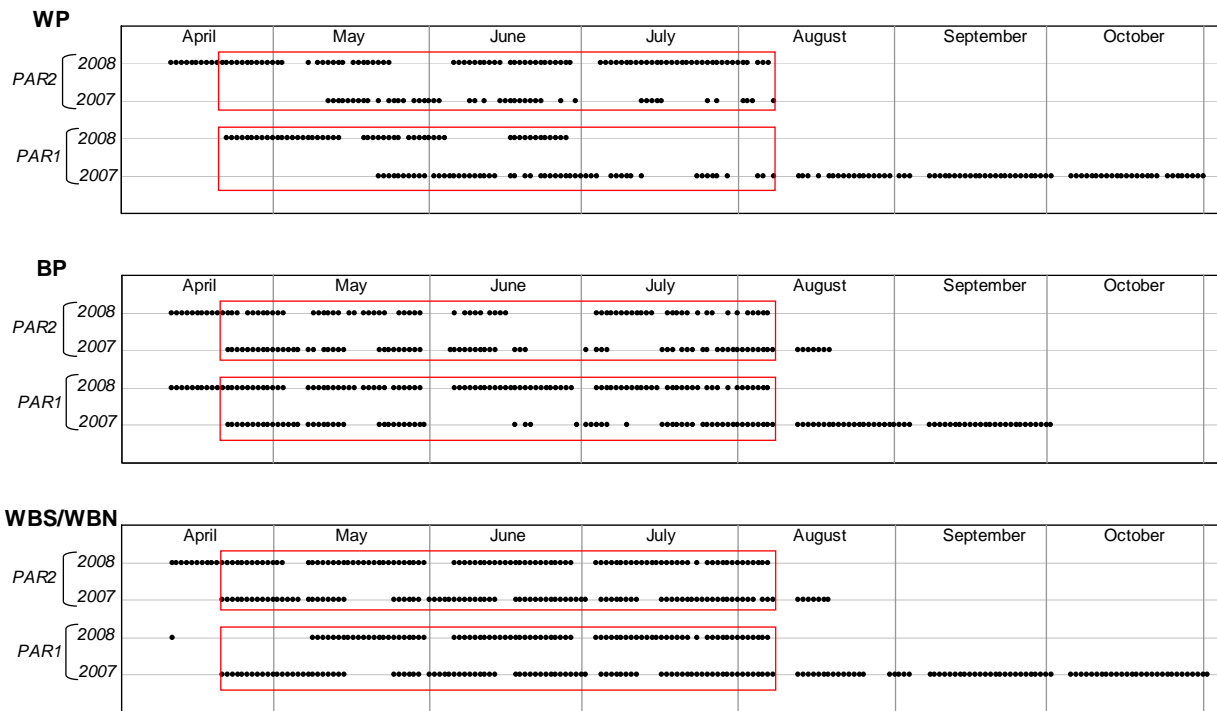 WP
April May June July August September October
PAR2 2008
2007
PAR1 2008
2007
BP
April May June July August September October
PAR2 2008
2007
PAR1 2008
2007
WBS/WBN
April May June July August September October
PAR2 2008
2007
PAR1 2008
2007